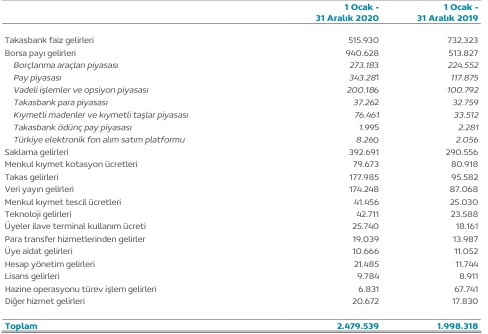 1 Ocak - 1 Ocak -
31 Aralık 2020 31 Aralık 2019
Takasbank faiz gelirleri 515.930 732.323
Borsa payı gelirleri 940.628 513.827
Borçlanma araçları piyasası 273.183 224.552
Pay piyasası 343.281 117.875
Vadeli işlemler ve opsiyon piyasası 200.186 100.792
Takasbank para piyasası 37.262 32.759
Kıymetli madenler ve kıymetli taşlar piyasası 76.461 33.512
Takasbank ödünç pay piyasası 1.995 2.281
Türkiye elektronik fon alım satım platformu 8.260 2.056
Saklama gelirleri 392.691 290.556
Menkul kıymet kotasyon ücretleri 79.673 80.918
Takas gelirleri 177.985 95.582
Veri yayın gelirleri 174.248 87.068
Menkul kıymet tescil ücretleri 41.456 25.030
Teknoloji gelirleri 42.711 23.588
Üyeler ilave terminal kullanım ücreti 25.740 18.161
Para transfer hizmetlerinden gelirler 19.039 13.987
Üye aidat gelirleri 10.666 11.052
Hesap yönetim gelirleri 21.485 11.744
Lisans gelirleri 9.784 8.911
Hazine operasyonu türev işlem gelirleri 6.831 67.741
Diğer hizmet gelirleri 20.672 17.830
Toplam 2.479.539 1.998.318